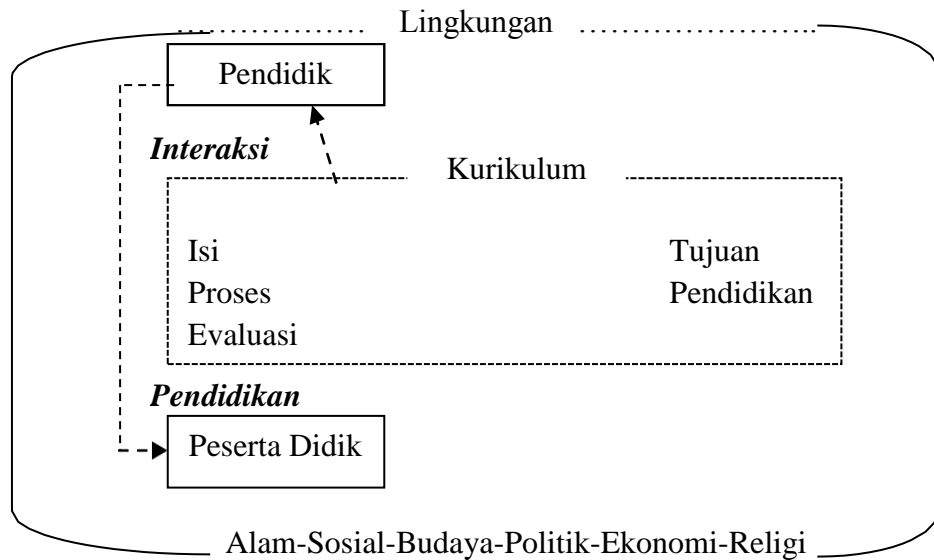 Lingkungan
Pendidik
Interaksi
Kurikulum
Isi
Proses
Evaluasi
Tujuan
Pendidikan
Pendidikan
Peserta Didik
Alam-Sosial-Budaya-Politik-Ekonomi-Religi